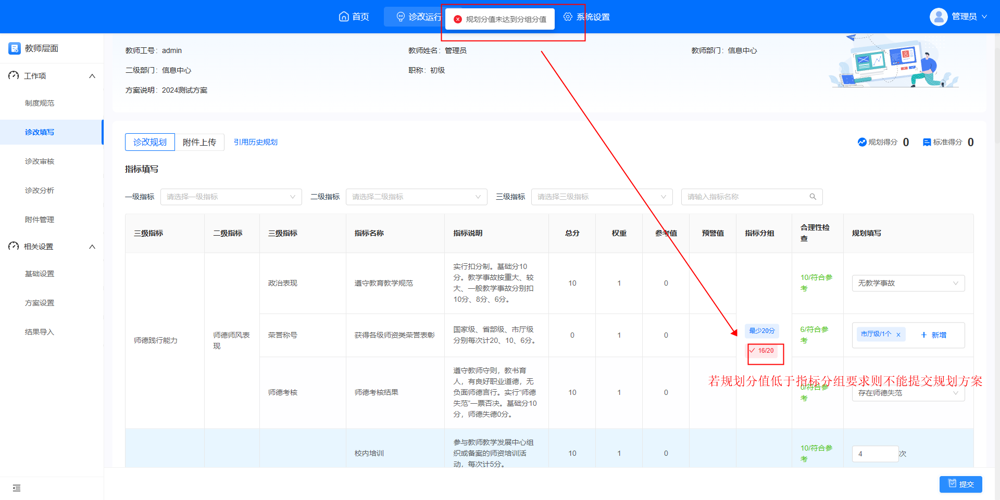 首页
诊改运行
规划分值未达到分组分值
系统设置
管理员
教师层面
工作项
制度规范
诊改填写
诊改审核
诊改分析
附件管理
相关设置
基础设置
方案设置
结果导入
教师工号：admin
教师姓名：管理员
教师部门：信息中心
二级部门：信息中心
职称：初级
方案说明：2024测试方案
诊改规划
附件上传
引用历史规划
规划得分 0
标准得分 0
指标填写
一级指标 请选择一级指标
二级指标 请选择二级指标
三级指标 请选择三级指标
请输入指标名称
三级指标
二级指标
三级指标
指标名称
指标说明
总分
权重
参考值
预警值
指标分组
合理性检
查
规划填写
师德践行能力
师德师风表
现
政治表现
遵守教育教学规范
实行扣分制。基础分10
分。教学事故按重大、较
大、一般教学事故分别扣
10分、8分、6分。
10
1
0
10/符合参
考
无教学事故
荣誉称号
获得各级师资类荣誉表彰
国家级、省部级、市厅级
分别每次计20、10、6分。
0
1
0
最少20分
16/20
6/符合参
考
市厅级/1个 x
+ 新增
师德考核
师德考核结果
遵守教师守则，教书育
人，有良好职业道德，无
负面师德言行。实行“师德
失范”一票否决。基础分10
分，师德失德0分。
10
1
0
若规划分值低于指标分组要求则不能提交规划方案
0/符合参
考
存在师德失范
校内培训
参与教师教学发展中心组
织或备案的师资培训活
动，每次计5分。
10
1
0
10/符合参
考
4 次
提交